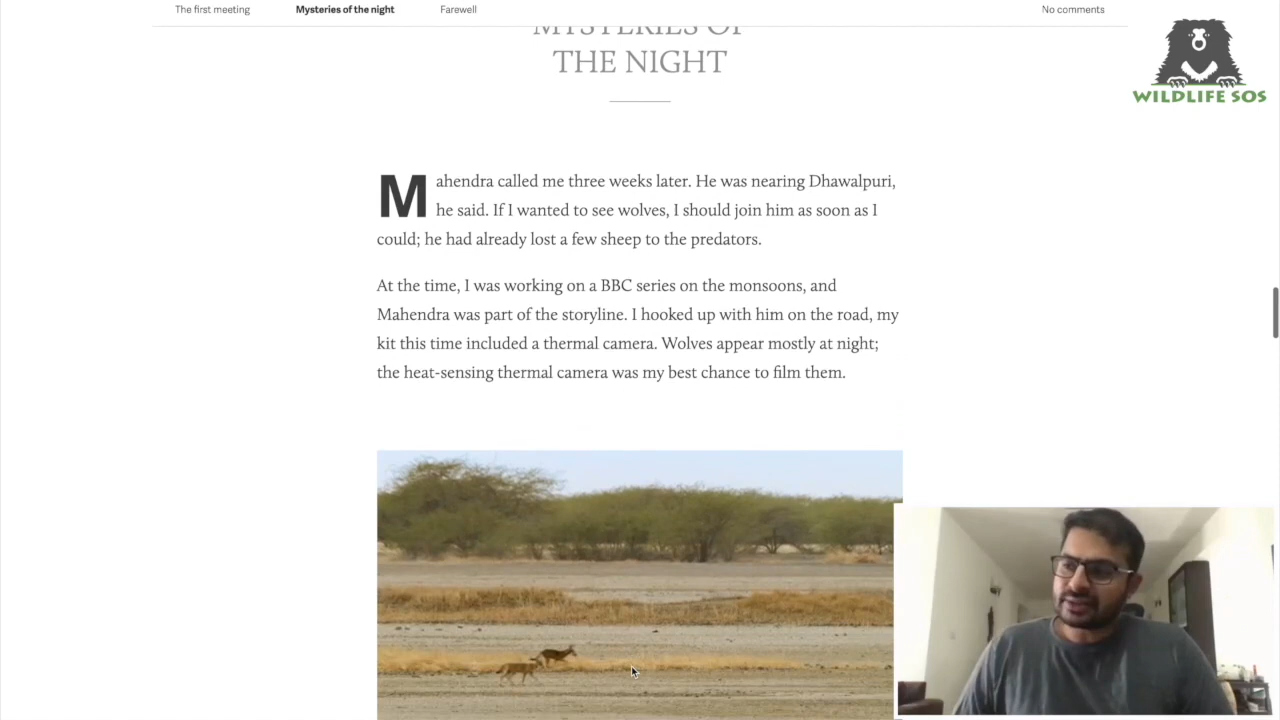 The first meeting
Mysteries of the night
Farewell
No comments
MYSTERIES OF
THE NIGHT
WILDLIFE SOS
Mahendra called me three weeks later. He was nearing Dhawalpuri,
he said. If I wanted to see wolves, I should join him as soon as I
could; he had already lost a few sheep to the predators.
At the time, I was working on a BBC series on the monsoons, and
Mahendra was part of the storyline. I hooked up with him on the road, my
kit this time included a thermal camera. Wolves appear mostly at night;
the heat-sensing thermal camera was my best chance to film them.